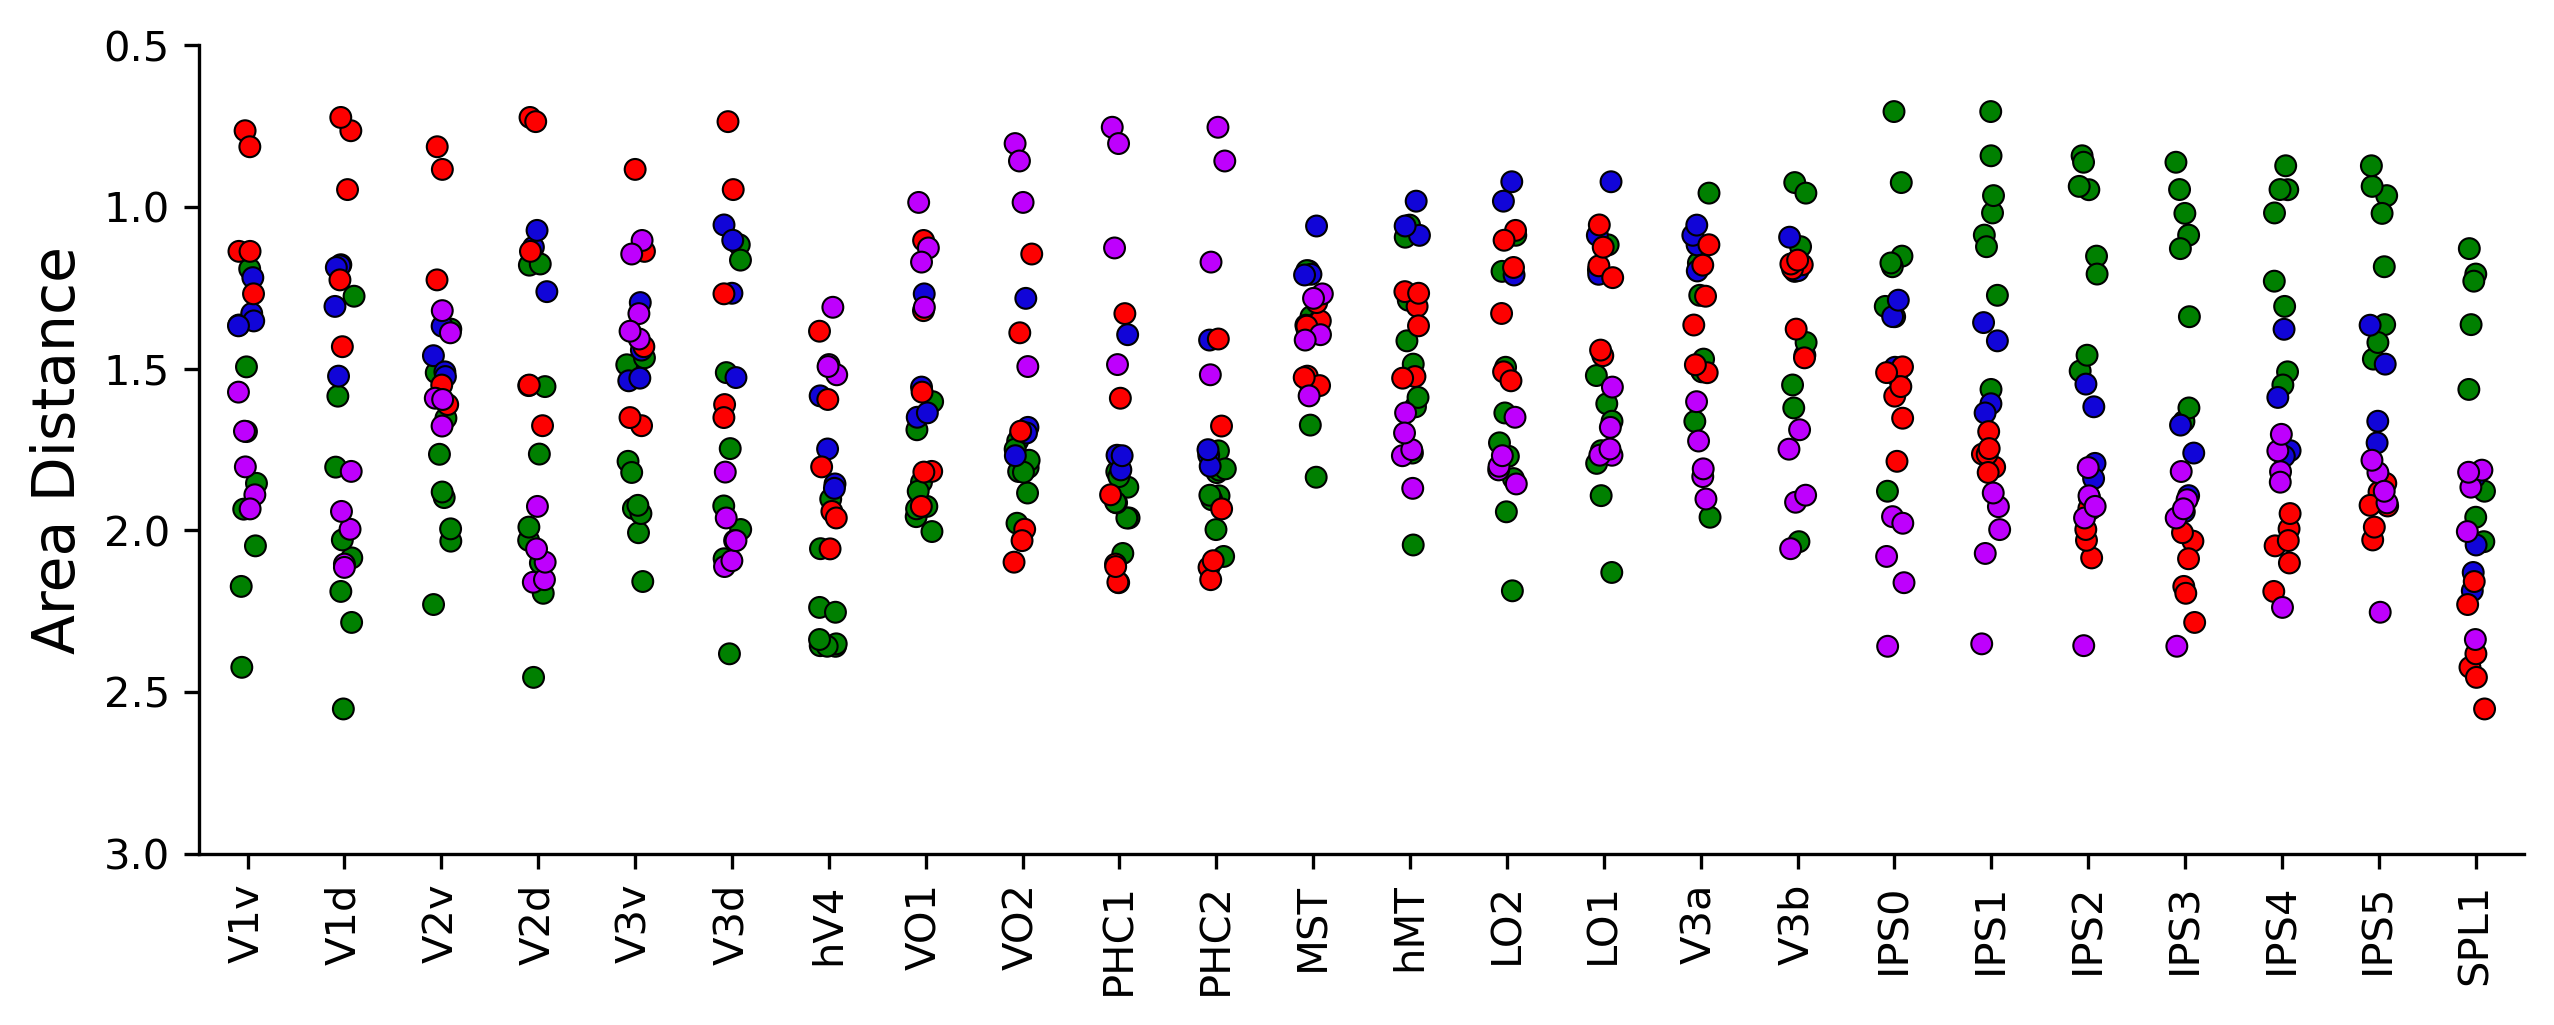 Area Distance
0.5
1.0
1.5
2.0
2.5
3.0
V1v
V1d
V2v
V2d
V3v
V3d
hV4
VO1
VO2
PHC1
PHC2
MST
hMT
LO2
LO1
V3a
V3b
IPS0
IPS1
IPS2
IPS3
IPS4
IPS5
SPL1